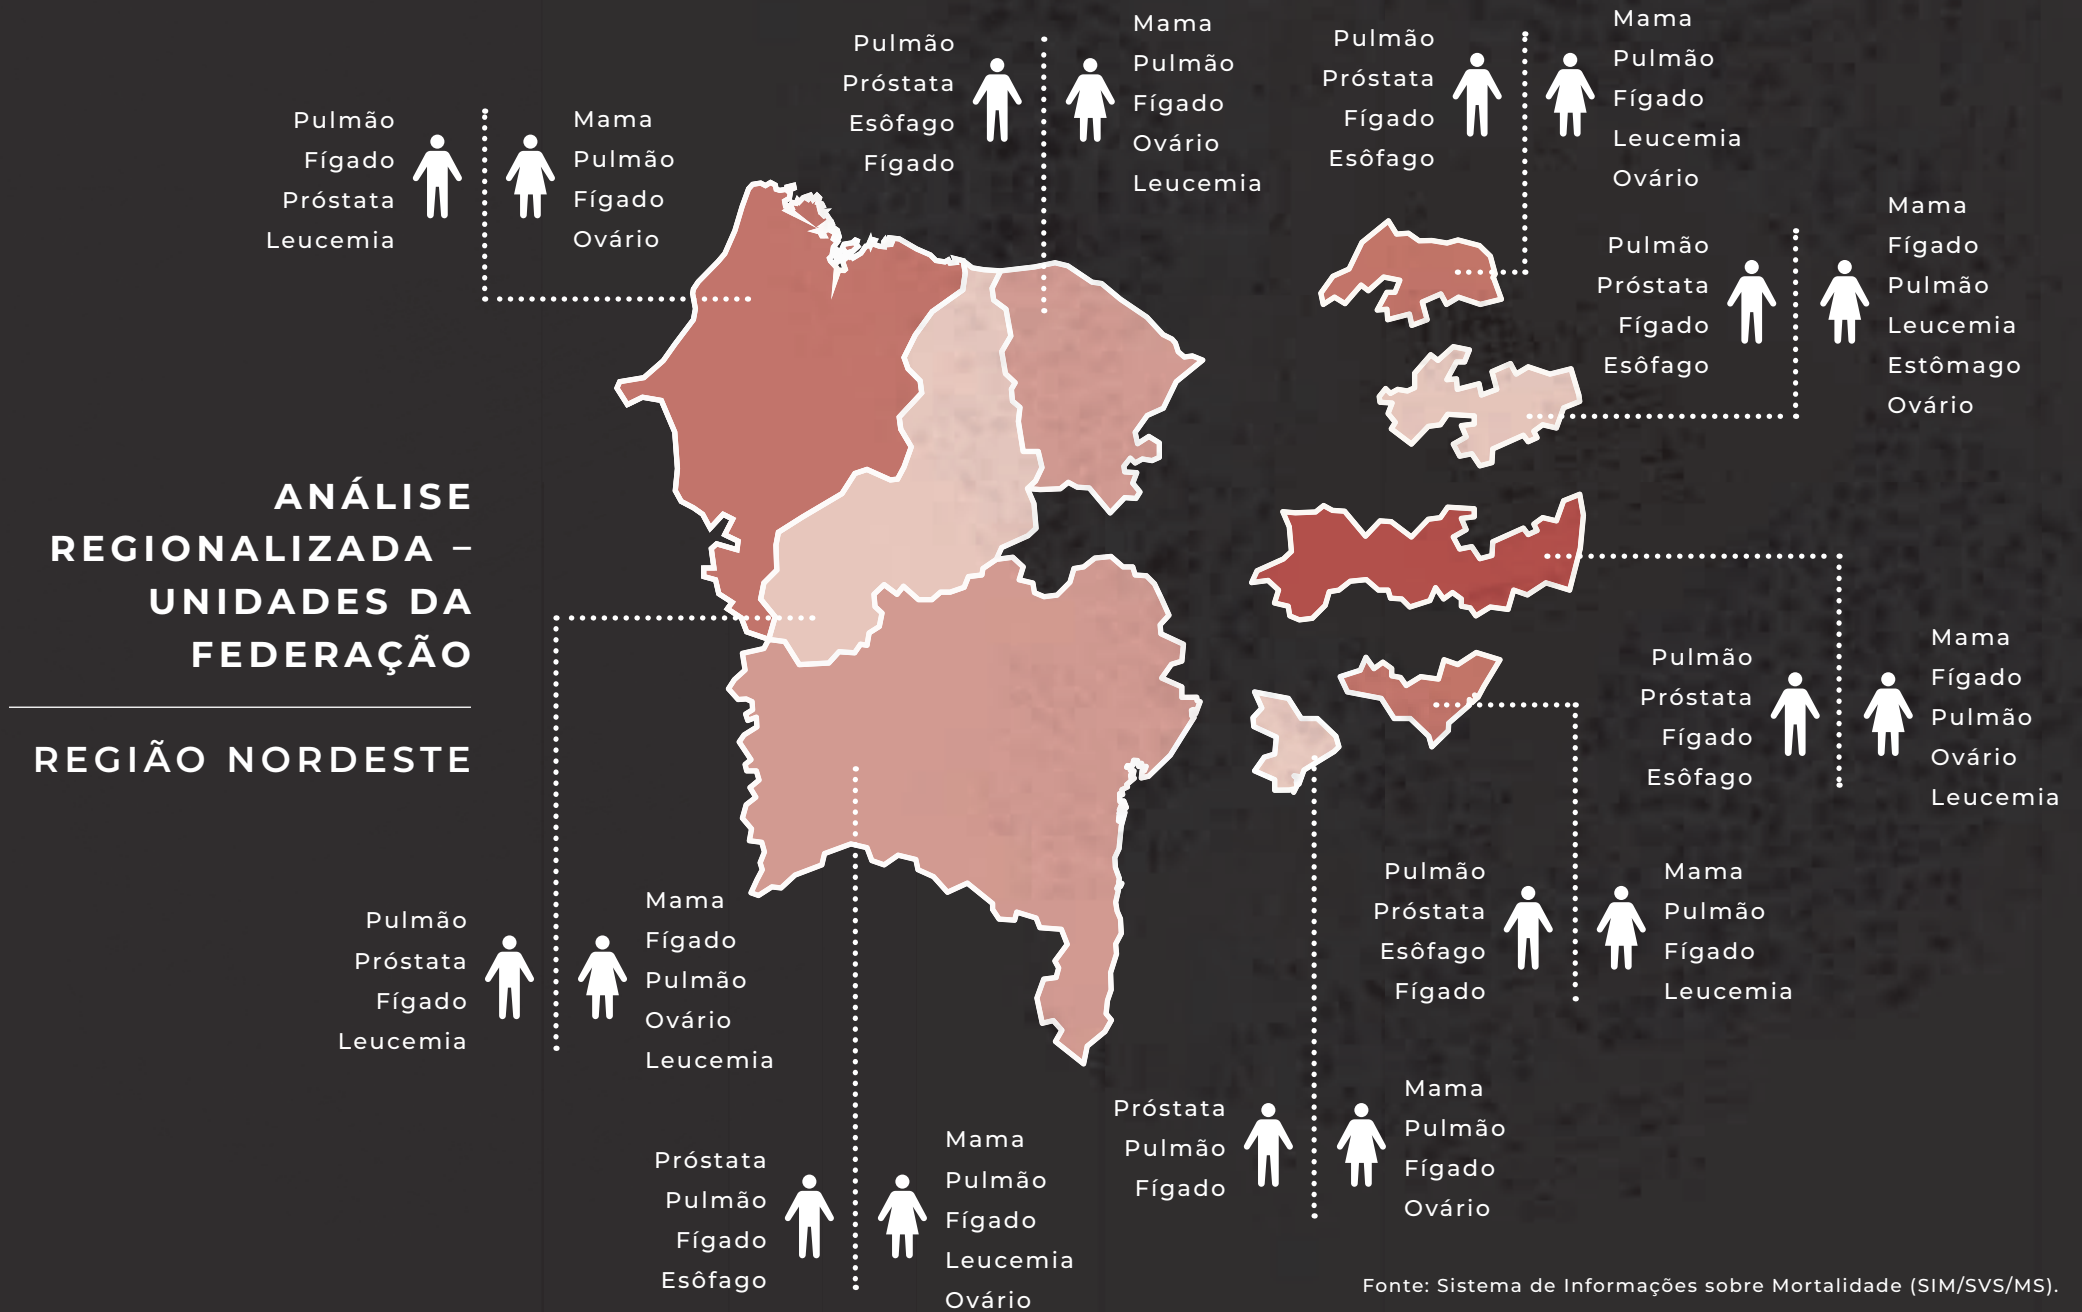 Pulmão
Fígado
Próstata
Leucemia
Mama
Pulmão
Fígado
Ovário
Pulmão
Próstata
Esôfago
Fígado
Mama
Pulmão
Fígado
Ovário
Leucemia
Pulmão
Próstata
Fígado
Esôfago
Mama
Pulmão
Fígado
Leucemia
Ovário
Pulmão
Próstata
Fígado
Esôfago
Mama
Fígado
Pulmão
Leucemia
Estômago
Ovário
ANÁLISE
REGIONALIZADA –
UNIDADES DA
FEDERAÇÃO
REGIÃO NORDESTE
Pulmão
Próstata
Fígado
Esôfago
Mama
Fígado
Pulmão
Ovário
Leucemia
Pulmão
Próstata
Fígado
Leucemia
Mama
Fígado
Pulmão
Ovário
Leucemia
Pulmão
Próstata
Esôfago
Fígado
Mama
Pulmão
Fígado
Leucemia
Próstata
Pulmão
Fígado
Esôfago
Mama
Pulmão
Fígado
Leucemia
Ovário
Próstata
Pulmão
Fígado
Mama
Pulmão
Fígado
Ovário
Fonte: Sistema de Informações sobre Mortalidade (SIM/SVS/MS).